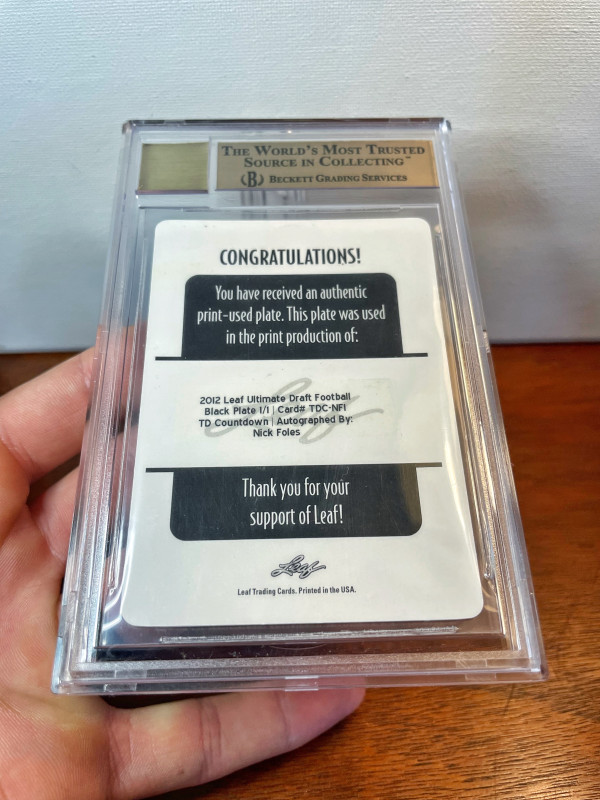 The World's Most Trusted
Source in Collecting™
B Beckett Grading Services
CONGRATULATIONS!
You have received an authentic
print-used plate. This plate was used
in the print production of:
2012 Leaf Ultimate Draft Football
Black Plate 1/1 | Card# TDC-NF1
TD Countdown | Autographed By:
Nick Foles
Leaf
Thank you for your
support of Leaf!
Leaf
Leaf Trading Cards. Printed in the USA.